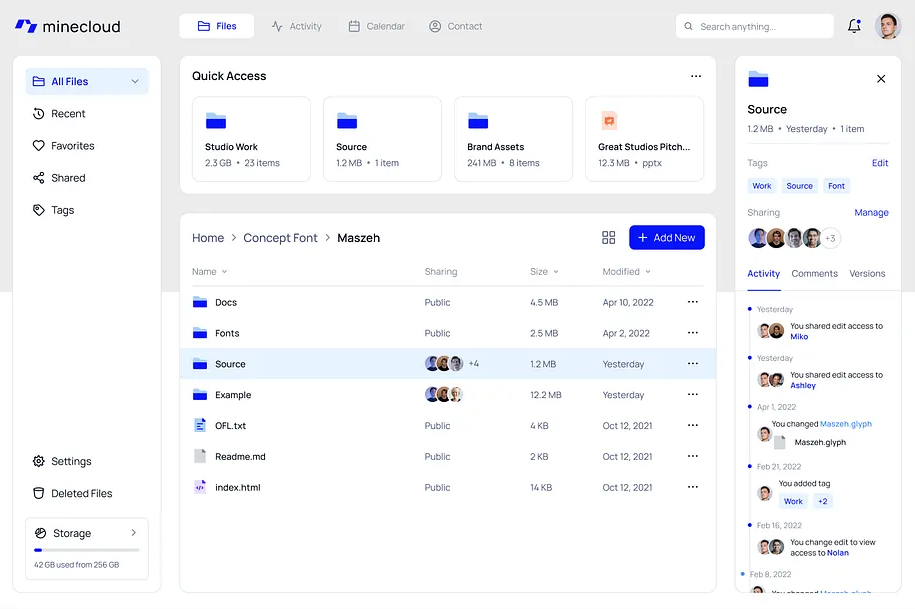 minecloud
Files
Activity
Calendar
Contact
Search anything...
All Files
Recent
Favorites
Shared
Tags
Settings
Deleted Files
Storage
42 GB used from 256 GB
Quick Access
Studio Work
2.3 GB • 23 items
Source
1.2 MB • 1 item
Brand Assets
241 MB • 8 items
Great Studios Pitch...
12.3 MB • pptx
Home > Concept Font > Maszeh
+ Add New
Name Sharing Size Modified
Docs Public 4.5 MB Apr 10, 2022
Fonts Public 2.5 MB Apr 2, 2022
Source +4 1.2 MB Yesterday
Example 12.2 MB Yesterday
OFL.txt Public 4 KB Oct 12, 2021
Readme.md Public 2 KB Oct 12, 2021
index.html Public 14 KB Oct 12, 2021
Source
1.2 MB • Yesterday • 1 item
Tags Edit
Work Source Font
Sharing Manage
+3
Activity Comments Versions
Yesterday
You shared edit access to
Miko
Yesterday
You shared edit access to
Ashley
Apr 1, 2022
You changed Maszeh.glyph
Maszeh.glyph
Feb 21, 2022
You added tag
Work +2
Feb 16, 2022
You change edit to view
access to Nolan
Feb 8, 2022
You changed Maszeh.glyph